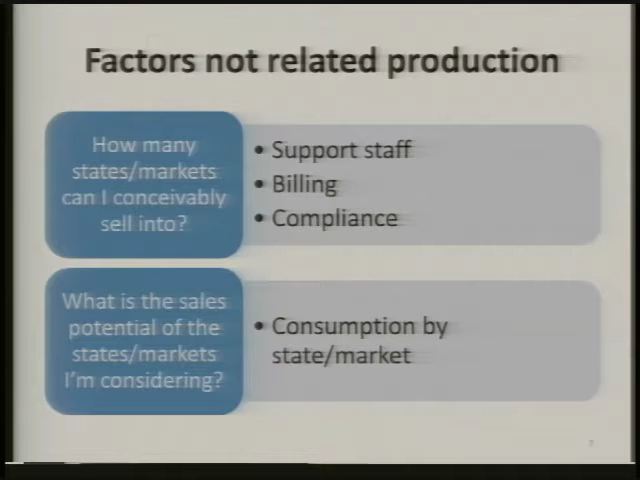 Factors not related production
How many
states/markets
can I conceivably
sell into?
• Support staff
• Billing
• Compliance
What is the sales
potential of the
states/markets
I'm considering?
• Consumption by
state/market